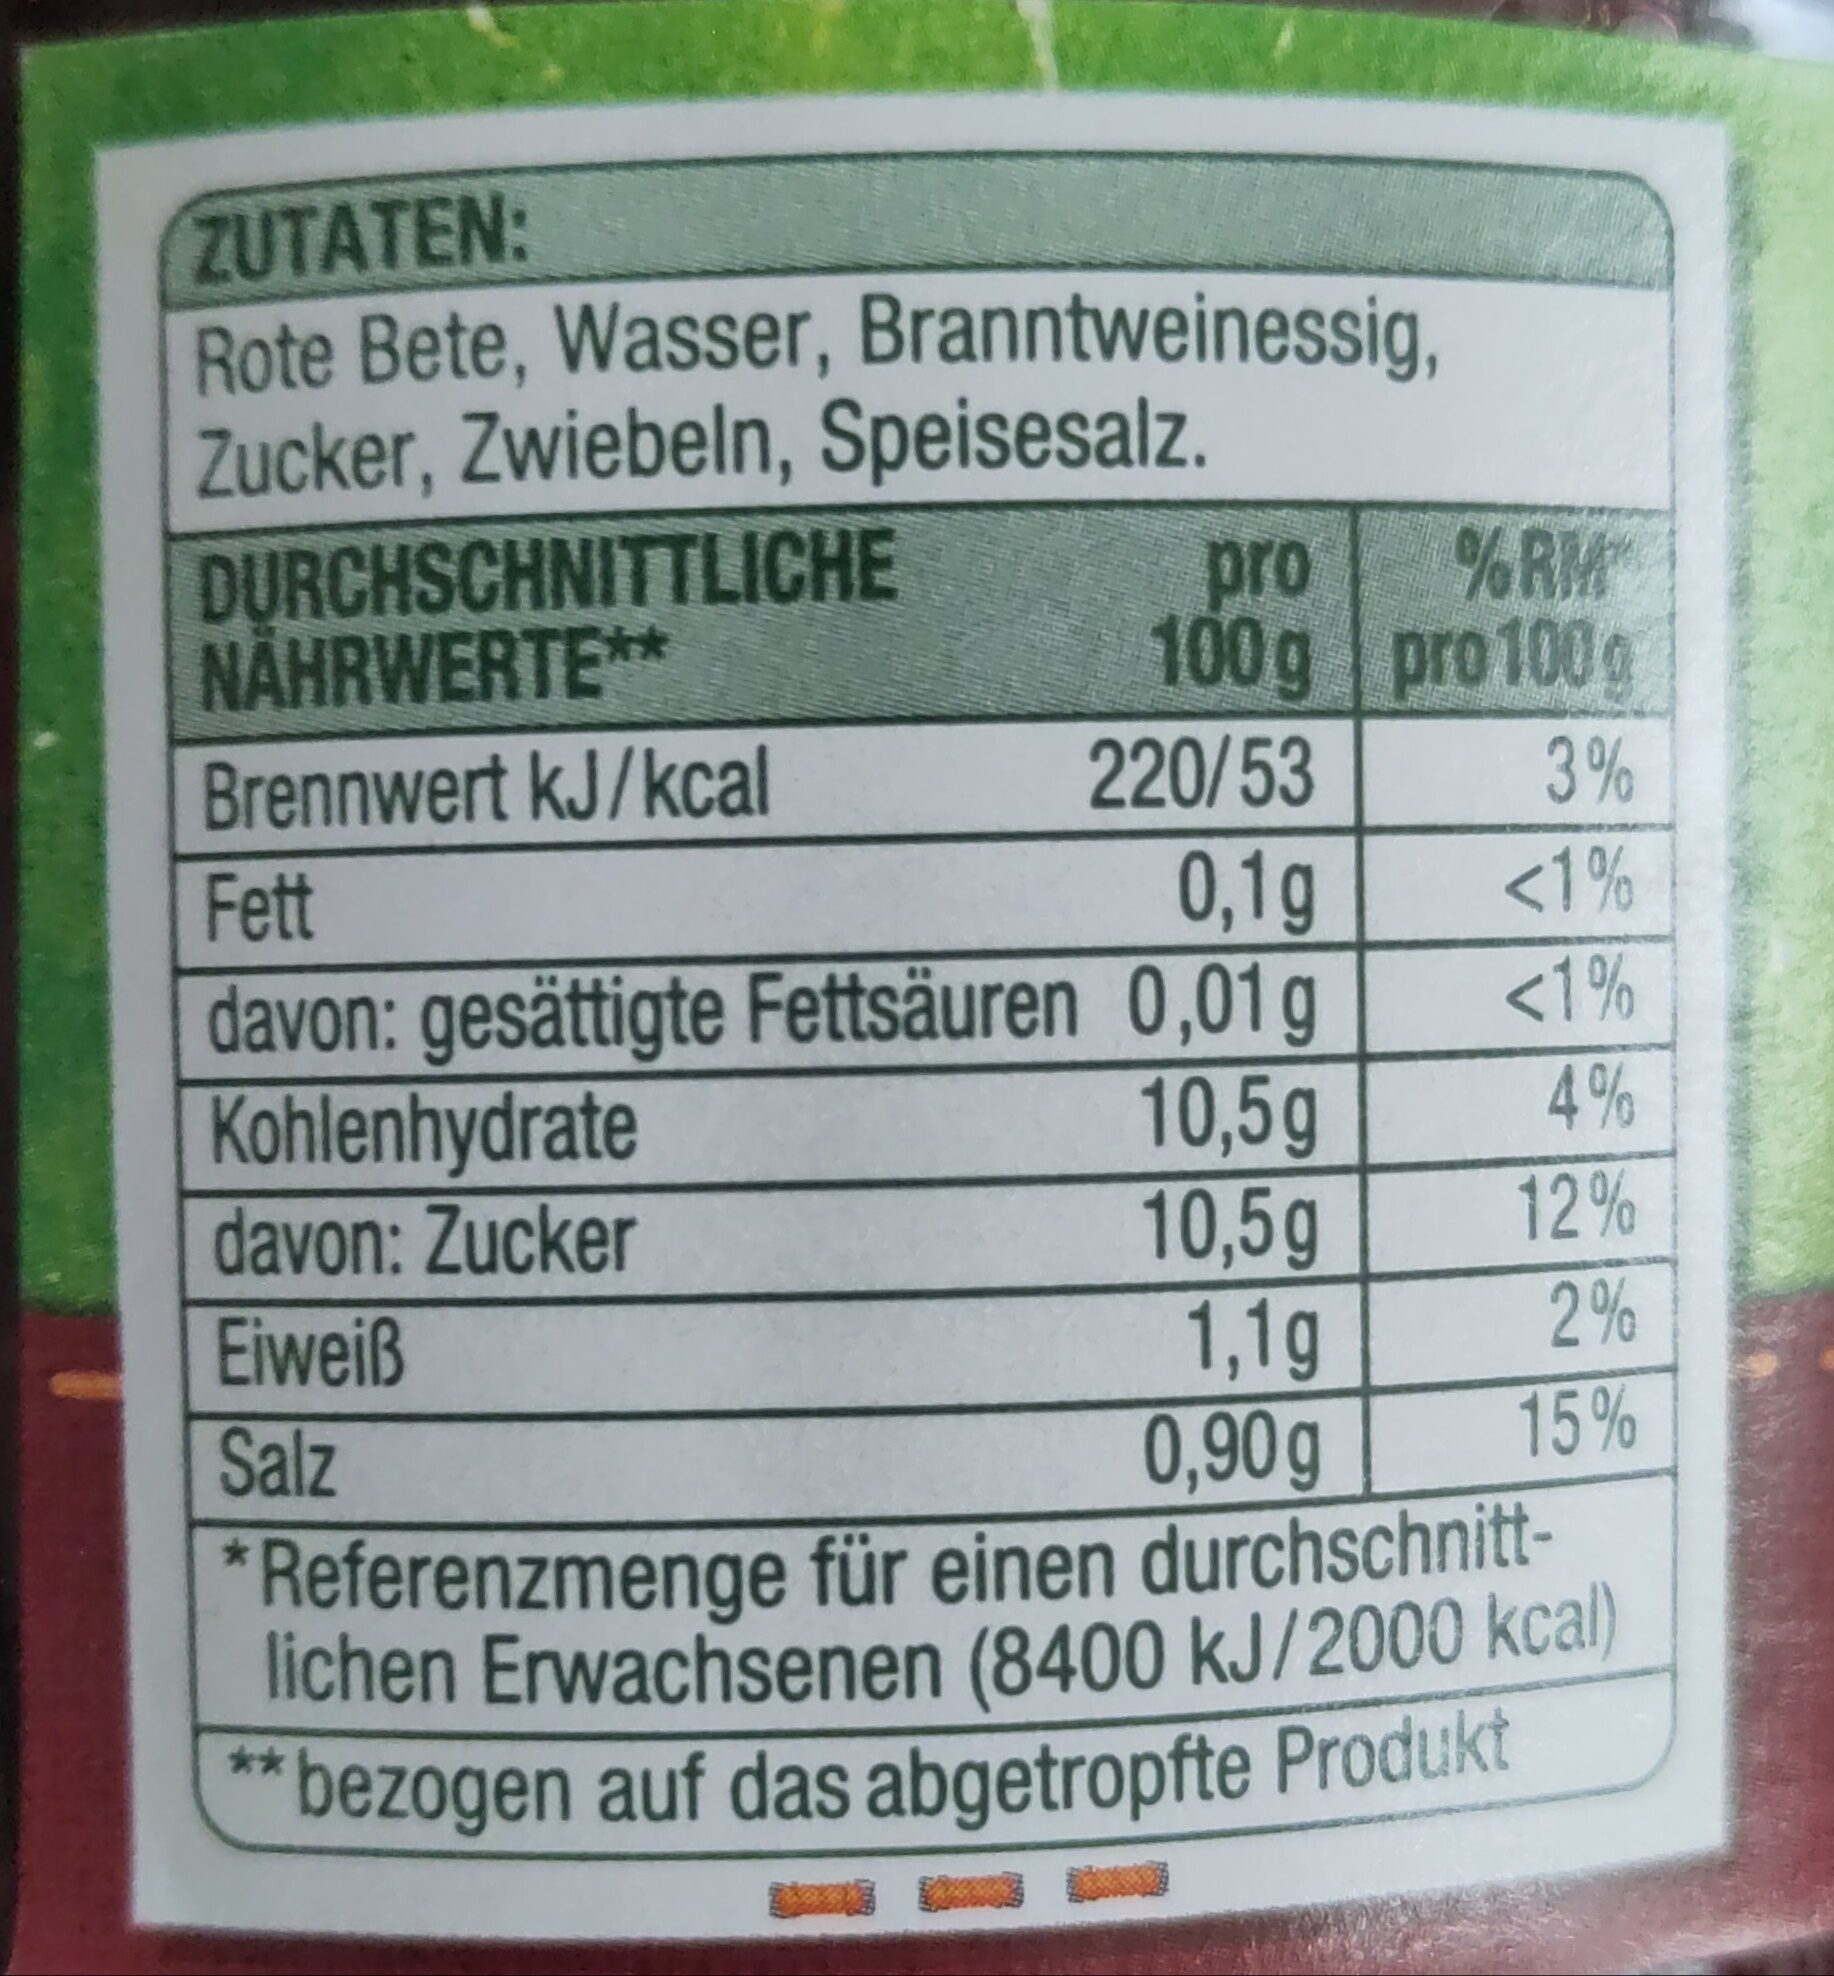 ZUTATEN:
Rote Bete, Wasser, Branntweinessig,
Zucker, Zwiebeln, Speisesalz.
DURCHSCHNITTLICHE pro %RM*
NÄHRWERTE** 100g pro 100g
Brennwert kJ/kcal 220/53 3%
Fett 0,1g <1%
davon: gesättigte Fettsäuren 0,01g <1%
Kohlenhydrate 10,5g 4%
davon: Zucker 10,5g 12%
Eiweiß 1,1g 2%
Salz 0,90g 15%
*Referenzmenge für einen durchschnitt-
lichen Erwachsenen (8400 kJ/2000 kcal)
**bezogen auf das abgetropfte Produkt